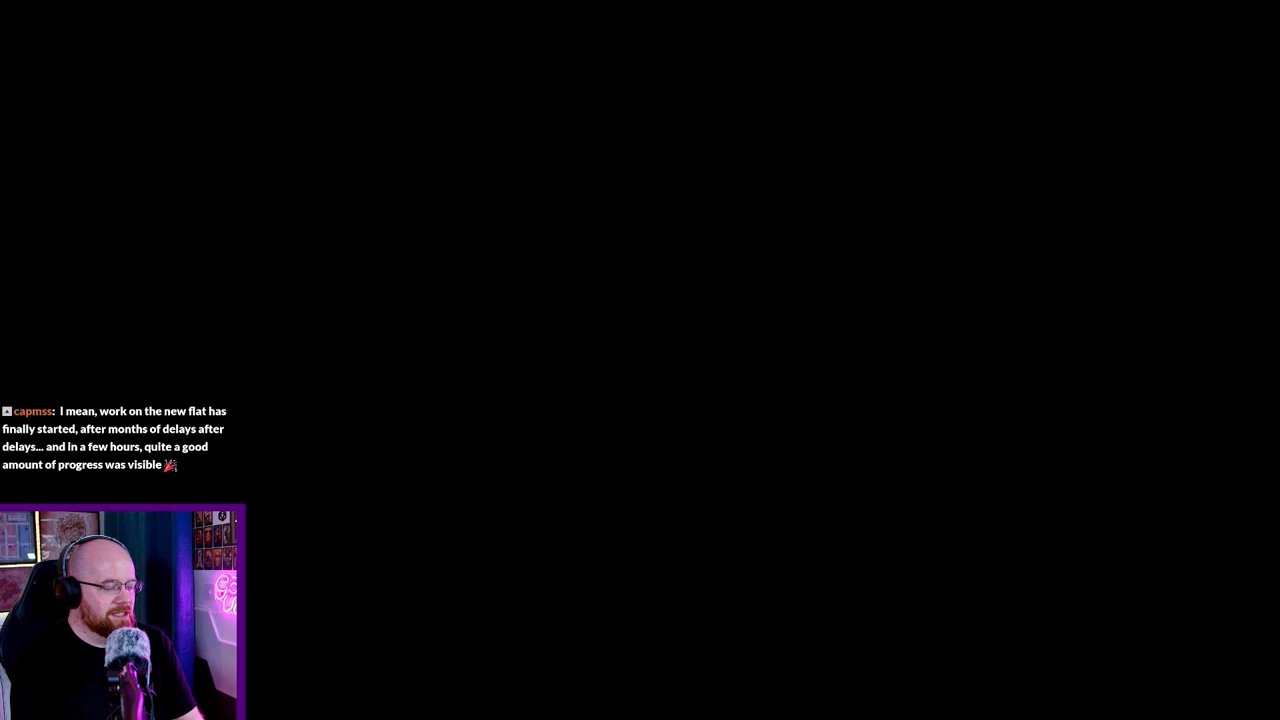 capmss: I mean, work on the new flat has
finally started, after months of delays after
delays... and in a few hours, quite a good
amount of progress was visible 🎉